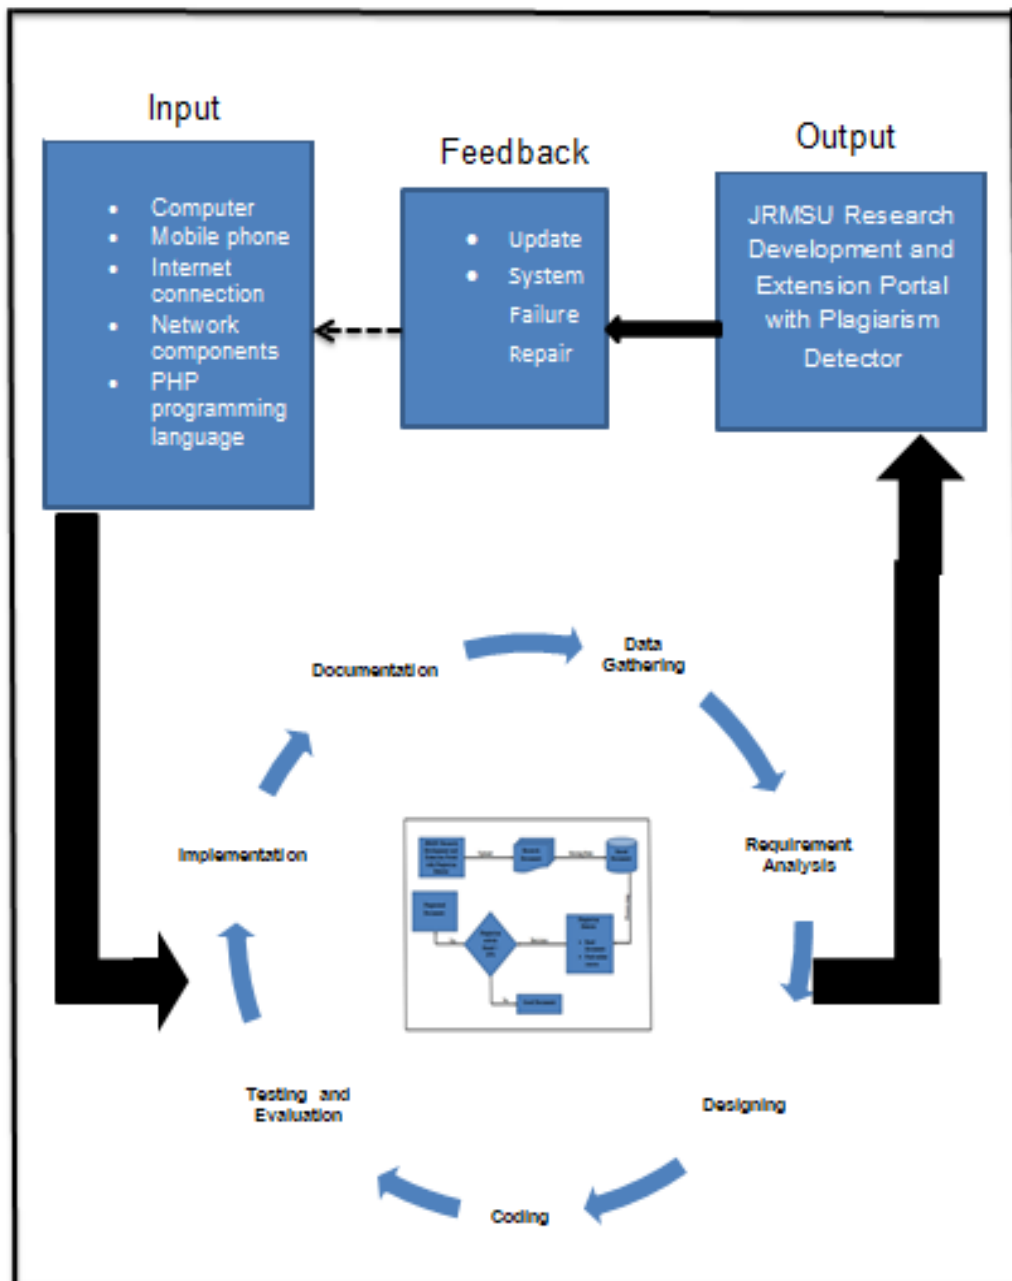 Input
Computer
Mobile phone
Internet
connection
Network
components
PHP
programming
language
Feedback
Update
System
Failure
Repair
Output
JRMSU Research
Development and
Extension Portal
with Plagiarism
Detector
Documentation
Data
Gathering
Requirement
Analysis
Designing
Coding
Testing and
Evaluation
Implementation